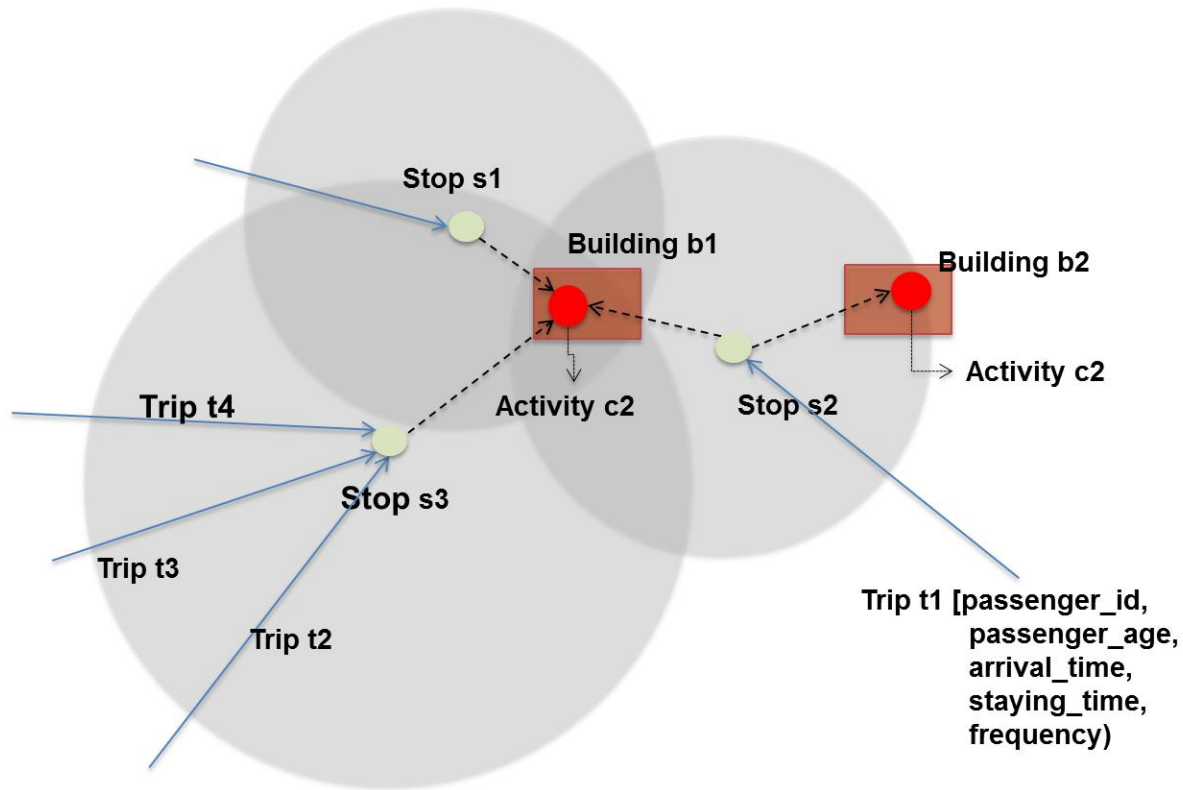 Stop s1
Building b1
Building b2
Activity c2
Trip t4
Activity c2
Stop s2
Stop s3
Trip t3
Trip t2
Trip t1 [passenger_id,
passenger_age,
arrival_time,
staying_time,
frequency)